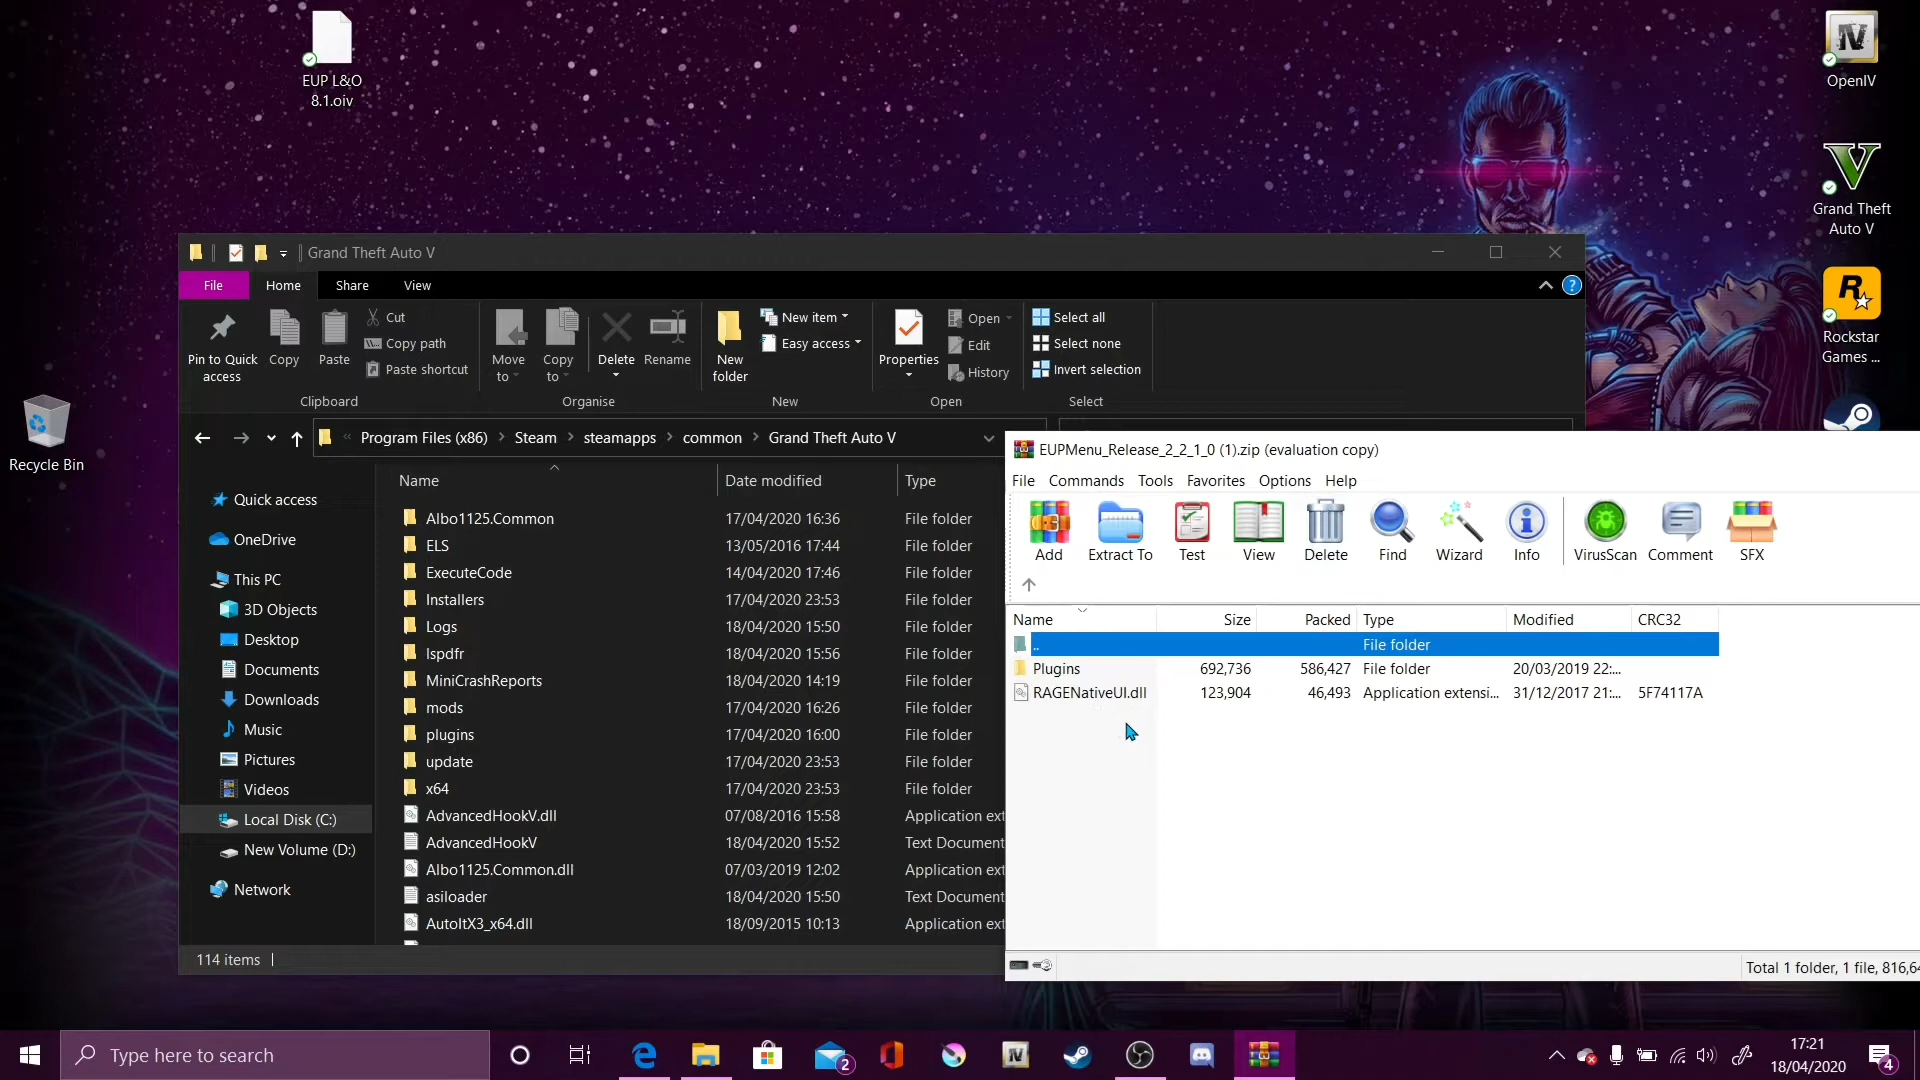 EUP L&O
8.1.oiv
OpenIV
Grand Theft
Auto V
Rockstar
Games ...
Recycle Bin
Grand Theft Auto V
File
Home
Share
View
Pin to Quick
access
Copy
Paste
Cut
Copy path
Paste shortcut
Move
to
Copy
to
Delete
Rename
New
folder
New item
Easy access
Properties
Open
Edit
History
Select all
Select none
Invert selection
Clipboard
Organise
New
Open
Select
Program Files (x86) > Steam > steamapps > common > Grand Theft Auto V
Name Date modified Type
Quick access
OneDrive
This PC
3D Objects
Desktop
Documents
Downloads
Music
Pictures
Videos
Local Disk (C:)
New Volume (D:)
Network
Albo1125.Common 17/04/2020 16:36 File folder
ELS 13/05/2016 17:44 File folder
ExecuteCode 14/04/2020 17:46 File folder
Installers 17/04/2020 23:53 File folder
Logs 18/04/2020 15:50 File folder
lspdfr 18/04/2020 15:56 File folder
MiniCrashReports 18/04/2020 14:19 File folder
mods 17/04/2020 16:26 File folder
plugins 17/04/2020 16:00 File folder
update 17/04/2020 23:53 File folder
x64 17/04/2020 23:53 File folder
AdvancedHookV.dll 07/08/2016 15:58 Application ext
AdvancedHookV 18/04/2020 15:52 Text Document
Albo1125.Common.dll 07/03/2019 12:02 Application ext
asiloader 18/04/2020 15:50 Text Document
AutoItX3_x64.dll 18/09/2015 10:13 Application ext
114 items
EUPMenu_Release_2_2_1_0 (1).zip (evaluation copy)
File Commands Tools Favorites Options Help
Add Extract To Test View Delete Find Wizard Info VirusScan Comment SFX
Name Size Packed Type Modified CRC32
.. File folder
Plugins 692,736 586,427 File folder 20/03/2019 22:...
RAGENativeUI.dll 123,904 46,493 Application extensi... 31/12/2017 21:... 5F74117A
Total 1 folder, 1 file, 816,64
Type here to search
2
17:21
18/04/2020
4